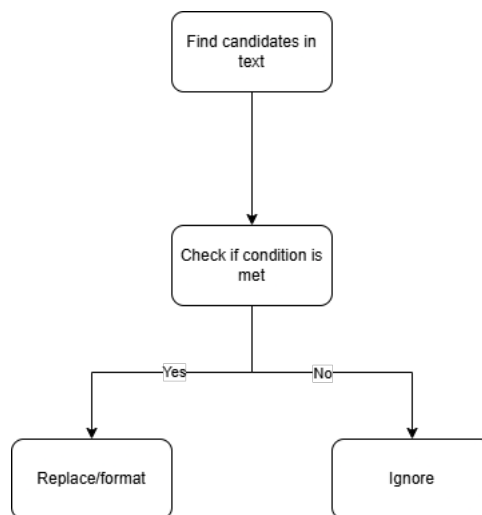 Find candidates in
text
Check if condition is
met
Yes
No
Replace/format
Ignore